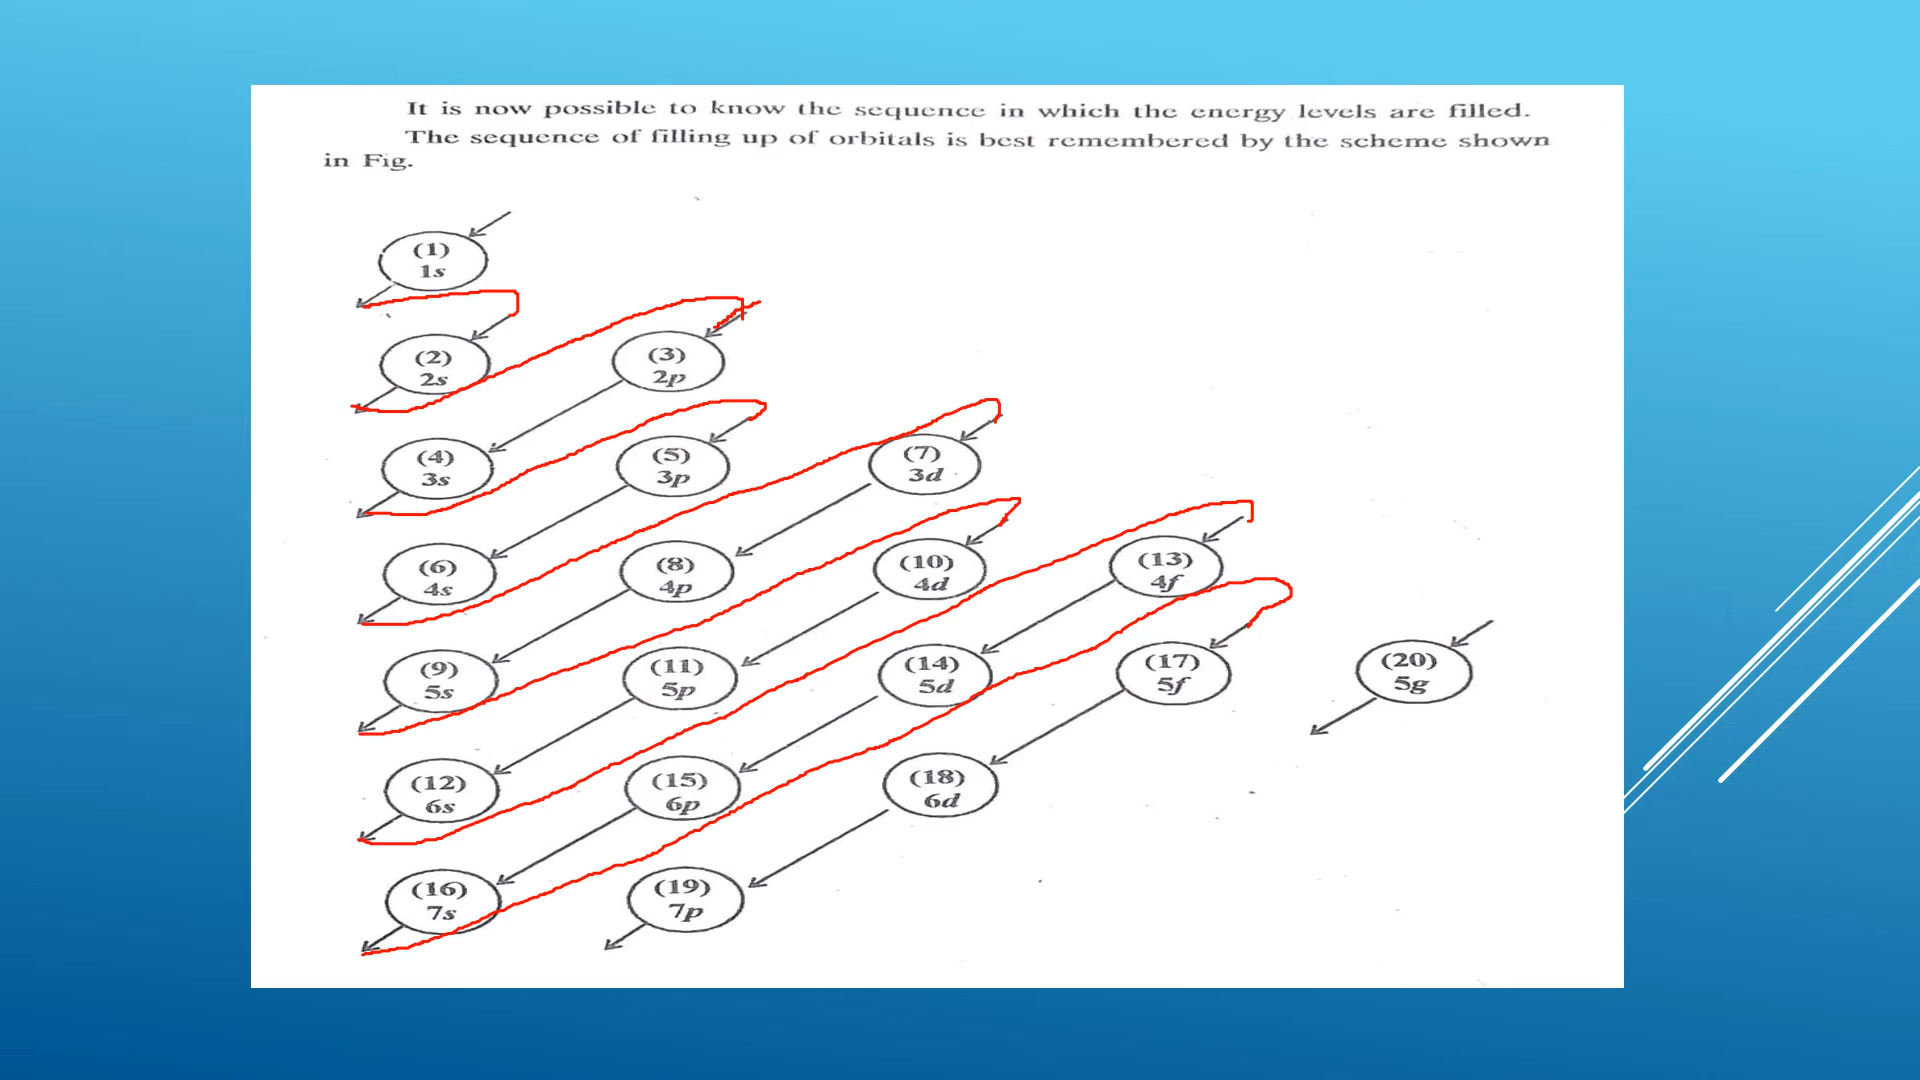 It is now possible to know the sequence in which the energy levels are filled.
The sequence of filling up of orbitals is best remembered by the scheme shown
in Fig.
(1)
1s
(2)
2s
(3)
2p
(4)
3s
(5)
3p
(7)
3d
(6)
4s
(8)
4p
(10)
4d
(13)
4f
(9)
5s
(11)
5p
(14)
5d
(17)
5f
(20)
5g
(12)
6s
(15)
6p
(18)
6d
(16)
7s
(19)
7p